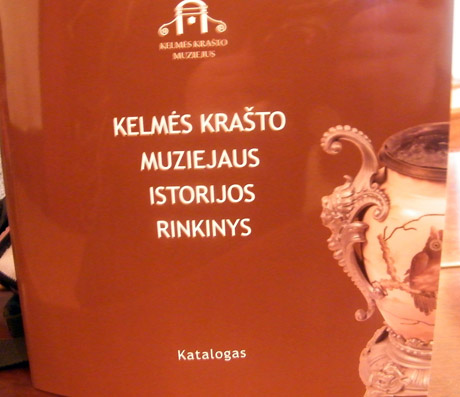 KELMĖS KRAŠTO
MUZIEJUS
KELMĖS KRAŠTO
MUZIEJAUS
ISTORIJOS
RINKINYS
Katalogas